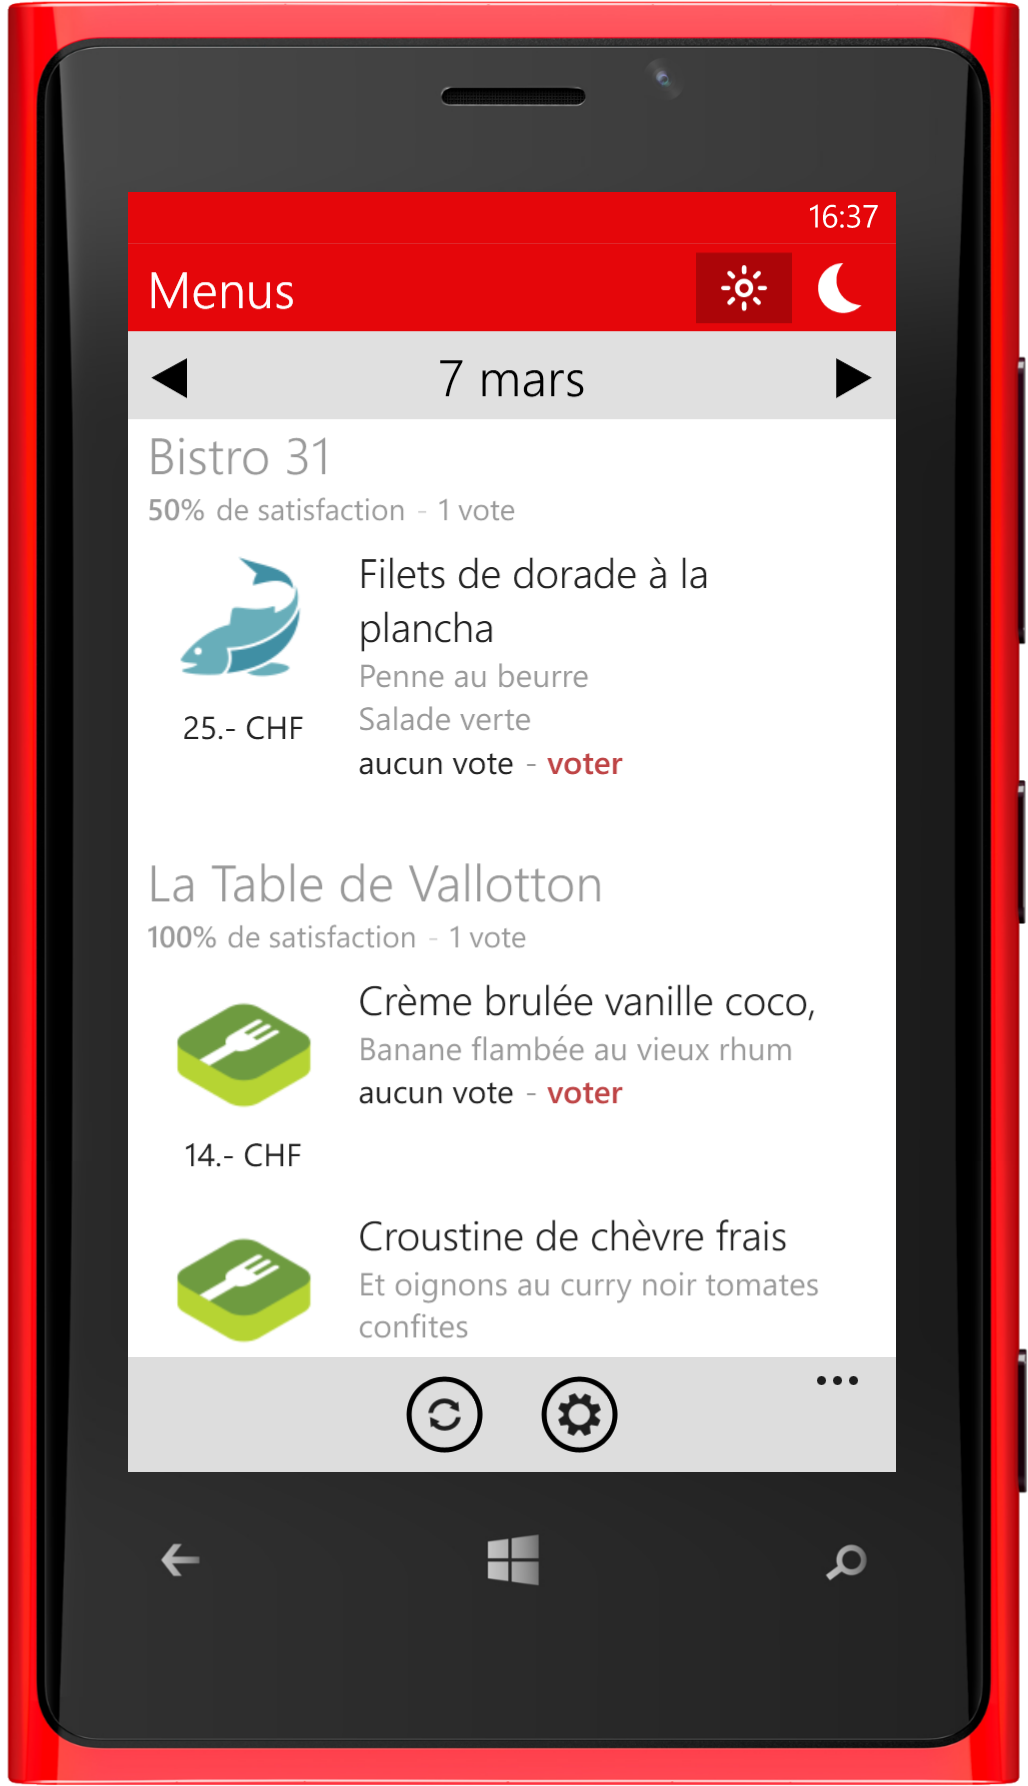 16:37
Menus
7 mars
Bistro 31
50% de satisfaction - 1 vote
Filets de dorade à la
plancha
Penne au beurre
Salade verte
25.- CHF
aucun vote - voter
La Table de Vallotton
100% de satisfaction - 1 vote
Crème brulée vanille coco,
Banane flambée au vieux rhum
aucun vote - voter
14.- CHF
Croustine de chèvre frais
Et oignons au curry noir tomates
confites